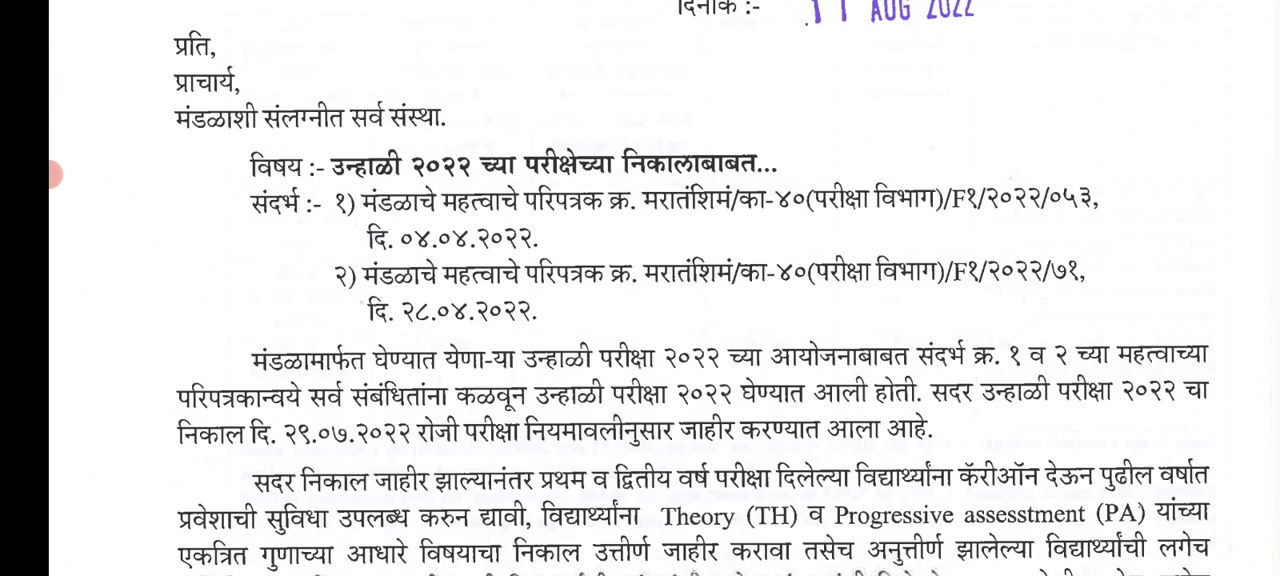 दिनांक :- 11 AUG 2022
प्रति,
प्राचार्य,
मंडळाशी संलग्नीत सर्व संस्था.
विषय :- उन्हाळी २०२२ च्या परीक्षेच्या निकालाबाबत...
संदर्भ :- १) मंडळाचे महत्वाचे परिपत्रक क्र. मरातंशिमं/का-४०(परीक्षा विभाग)/F१/२०२२/०५३,
दि. ०४.०४.२०२२.
२) मंडळाचे महत्वाचे परिपत्रक क्र. मरातंशिमं/का-४०(परीक्षा विभाग)/F१/२०२२/७१,
दि. २८.०४.२०२२.
मंडळामार्फत घेण्यात येणा-या उन्हाळी परीक्षा २०२२ च्या आयोजनाबाबत संदर्भ क्र. १ व २ च्या महत्वाच्या
परिपत्रकान्वये सर्व संबंधितांना कळवून उन्हाळी परीक्षा २०२२ घेण्यात आली होती. सदर उन्हाळी परीक्षा २०२२ चा
निकाल दि. २९.०७.२०२२ रोजी परीक्षा नियमावलीनुसार जाहीर करण्यात आला आहे.
सदर निकाल जाहीर झाल्यानंतर प्रथम व द्वितीय वर्ष परीक्षा दिलेल्या विद्यार्थ्यांना कॅरीऑन देऊन पुढील वर्षात
प्रवेशाची सुविधा उपलब्ध करुन द्यावी, विद्यार्थ्यांना Theory (TH) व Progressive assesstment (PA) यांच्या
एकत्रित गुणाच्या आधारे विषयाचा निकाल उत्तीर्ण जाहीर करावा तसेच अनुत्तीर्ण झालेल्या विद्यार्थ्यांची लगेच